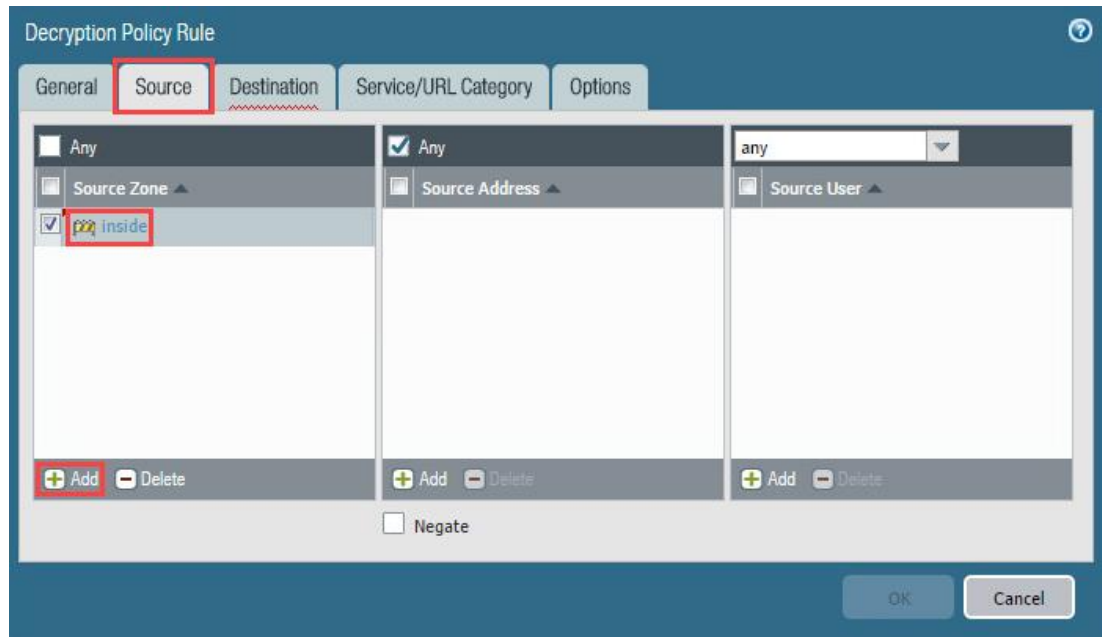 Decryption Policy Rule
General Source Destination Service/URL Category Options
Any Any any
Source Zone Source Address Source User
inside
Add Delete Add Delete Add Delete
Negate
OK Cancel